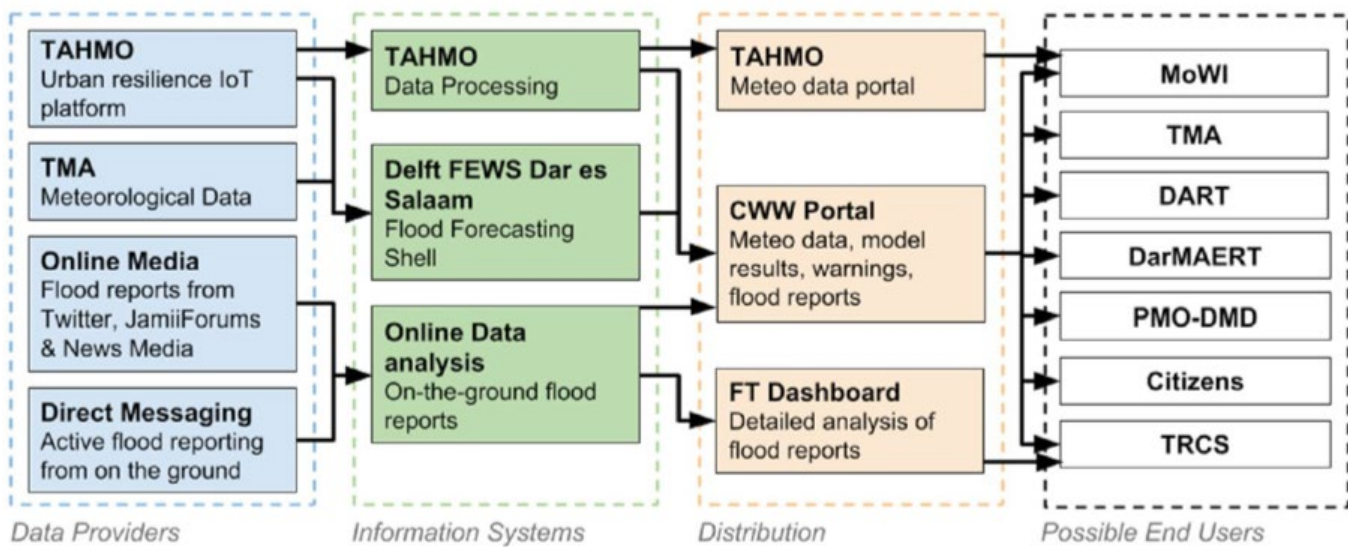 TAHMO
Urban resilience IoT
platform
TMA
Meteorological Data
Online Media
Flood reports from
Twitter, JamiiForums
& News Media
Direct Messaging
Active flood reporting
from on the ground
Data Providers
TAHMO
Data Processing
Delft FEWS Dar es
Salaam
Flood Forecasting
Shell
Online Data
analysis
On-the-ground flood
reports
Information Systems
TAHMO
Meteo data portal
CWW Portal
Meteo data, model
results, warnings,
flood reports
FT Dashboard
Detailed analysis of
flood reports
Distribution
MoWI
TMA
DART
DarMAERT
PMO-DMD
Citizens
TRCS
Possible End Users